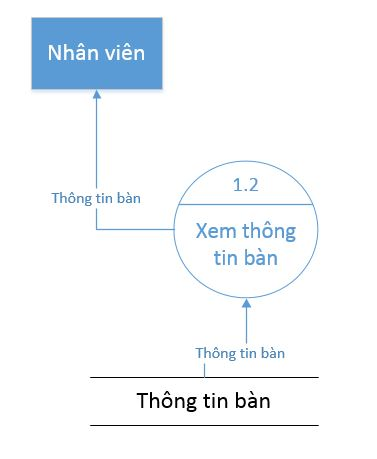 Nhân viên
1.2
Thông tin bàn
Xem thông
tin bàn
Thông tin bàn
Thông tin bàn